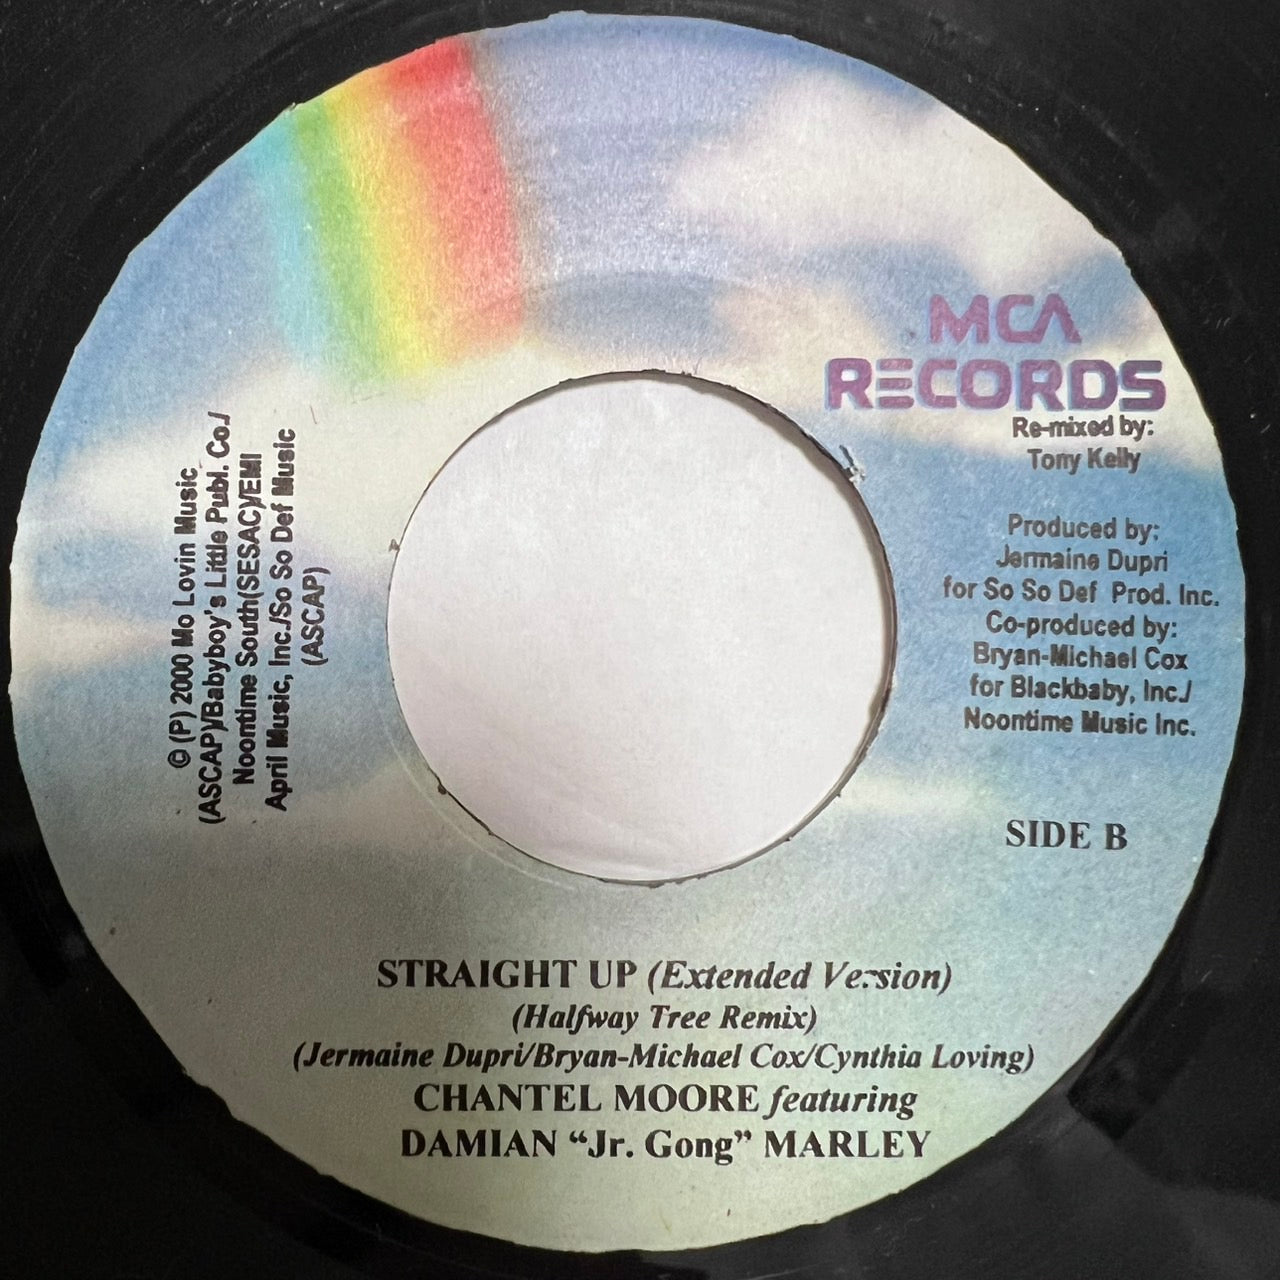 MCA
RECORDS
Re-mixed by:
Tony Kelly
Produced by:
Jermaine Dupri
for So So Def Prod. Inc.
Co-produced by:
Bryan-Michael Cox
for Blackbaby, Inc./
Noontime Music Inc.
SIDE B
© (P) 2000 Mo Lovin Music
(ASCAP)/Babyboy's Little Publ. Co./
Noontime South(SESAC)/EMI
April Music, Inc./So So Def Music
(ASCAP)
STRAIGHT UP (Extended Version)
(Halfway Tree Remix)
(Jermaine Dupri/Bryan-Michael Cox/Cynthia Loving)
CHANTEL MOORE featuring
DAMIAN “Jr. Gong” MARLEY